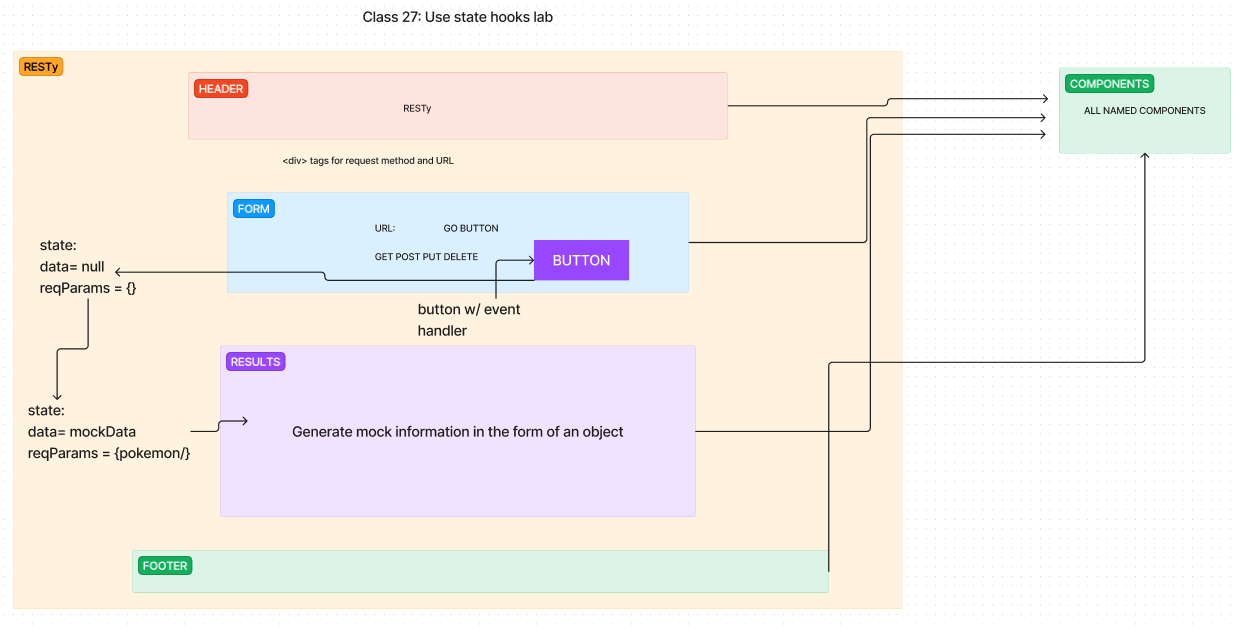 Class 27: Use state hooks lab
RESTy
HEADER
RESTy
COMPONENTS
ALL NAMED COMPONENTS
<div> tags for request method and URL
FORM
URL: GO BUTTON
GET POST PUT DELETE
BUTTON
state:
data= null
reqParams = {}
button w/ event
handler
RESULTS
Generate mock information in the form of an object
state:
data= mockData
reqParams = {pokemon/}
FOOTER